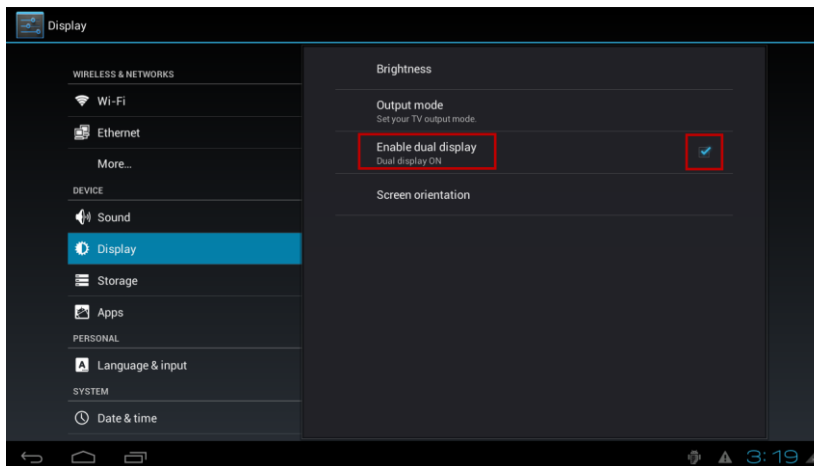 Display
WIRELESS & NETWORKS
Wi-Fi
Ethernet
More...
DEVICE
Sound
Display
Storage
Apps
PERSONAL
A
Language & input
SYSTEM
Date & time
Brightness
Output mode
Set your TV output mode.
Enable dual display
Dual display ON
Screen orientation
3:19